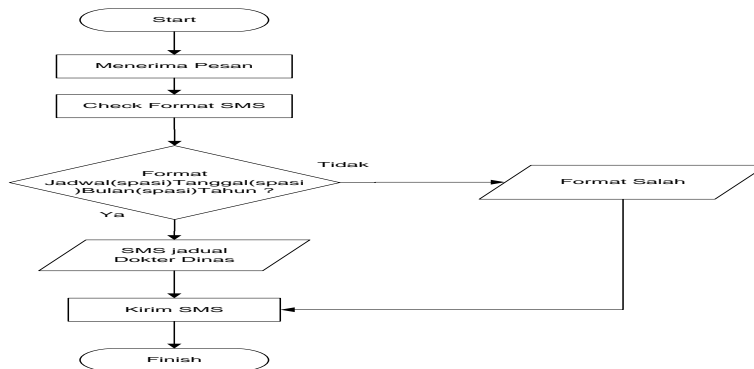 Start
Menerima Pesan
Check Format SMS
Format
Jadwal(spasi)Tanggal(spasi
)Bulan(spasi)Tahun ?
Tidak
Format Salah
Ya
SMS jadual
Dokter Dinas
Kirim SMS
Finish